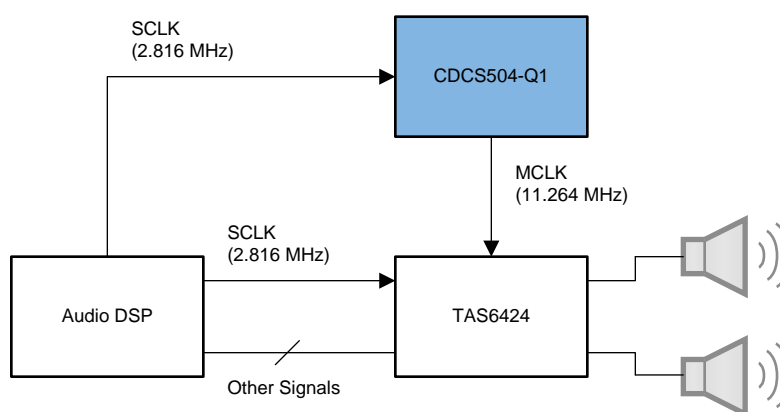 SCLK
(2.816 MHz)
CDCS504-Q1
MCLK
(11.264 MHz)
SCLK
(2.816 MHz)
Audio DSP
TAS6424
Other Signals